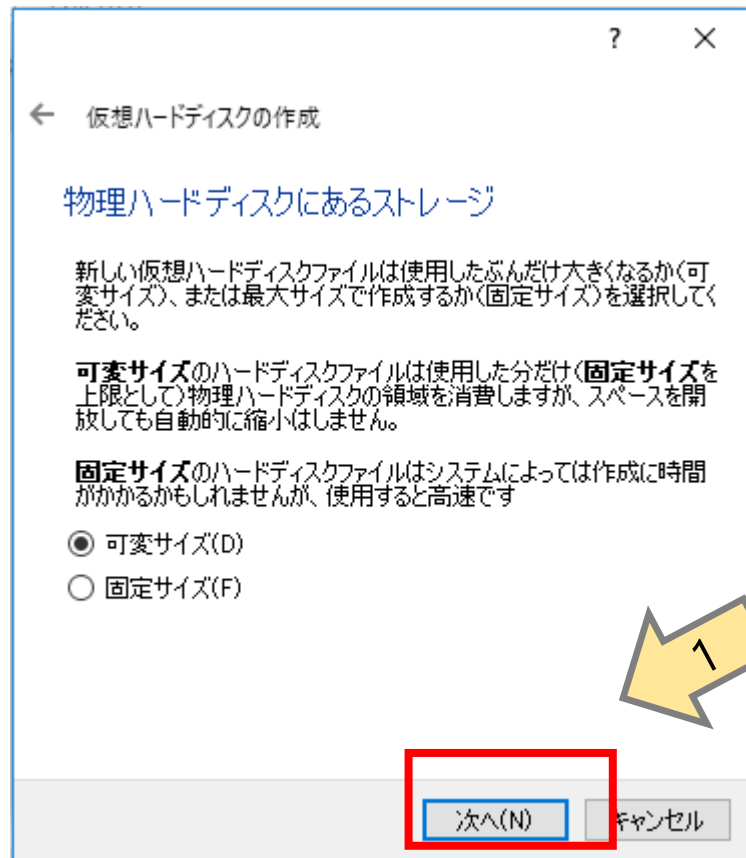 ?
仮想ハードディスクの作成
物理ハードディスクにあるストレージ
新しい仮想ハードディスクファイルは使用したぶんだけ大きくなるか(可
変サイズ)、または最大サイズで作成するか(固定サイズ)を選択してく
ださい。
可変サイズのハードディスクファイルは使用した分だけ(固定サイズを
上限として)物理ハードディスクの領域を消費しますが、スペースを開
放しても自動的に縮小はしません。
固定サイズのハードディスクファイルはシステムによっては作成に時間
がかかるかもしれませんが、使用すると高速です
可変サイズ(D)
固定サイズ(F)
1
次へ(N)
キャンセル